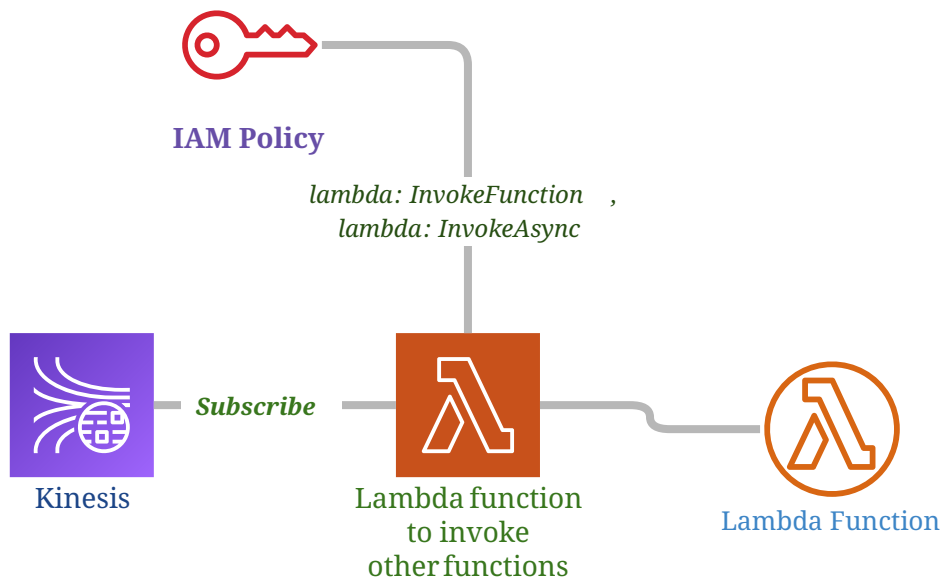 IAM Policy
lambda: InvokeFunction ,
lambda: InvokeAsync
Subscribe
Kinesis
Lambda function
to invoke
other functions
Lambda Function